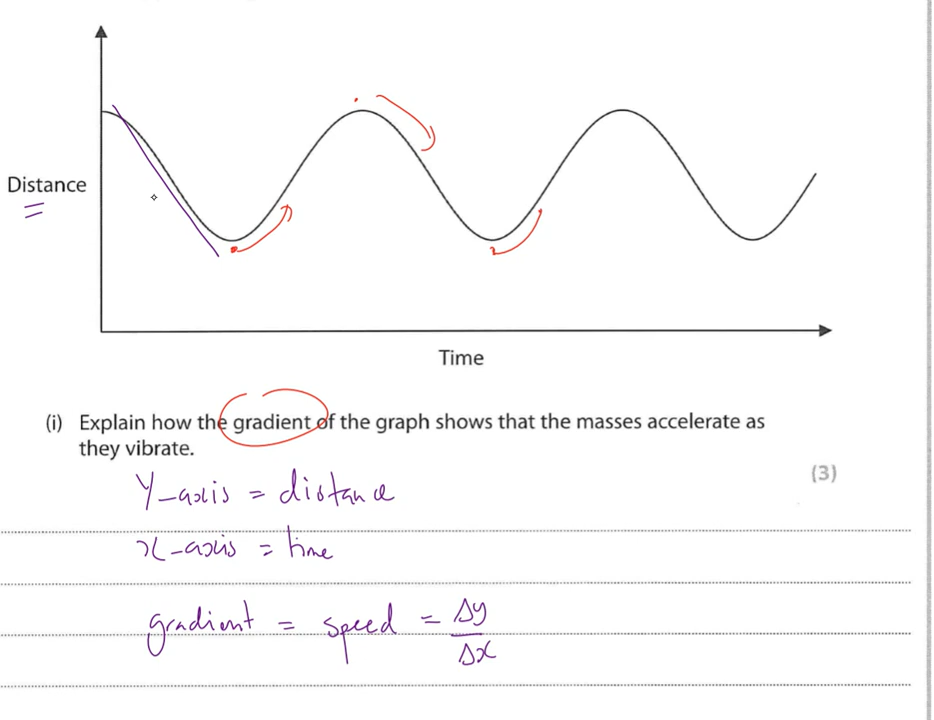 Distance
Time
(i) Explain how the gradient of the graph shows that the masses accelerate as
they vibrate.
(3)
Y-axis = distance
x-axis = time
gradient = speed = Δy
Δx